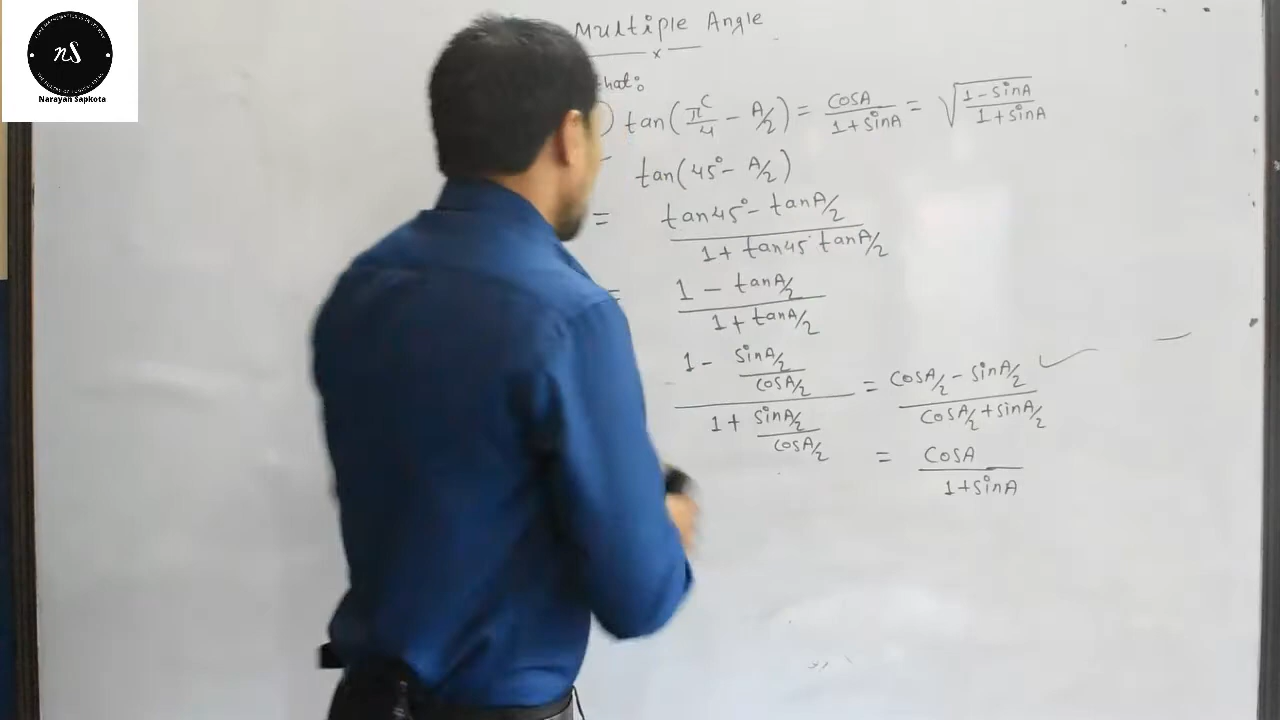 nS
Narayan Sapkota
Multiple Angle
x
that:
) tan(π^c/4 - A/2) = cosA/(1+sinA) = √((1-sinA)/(1+sinA))
tan(45° - A/2)
= (tan45° - tanA/2)/(1 + tan45° tanA/2)
= (1 - tanA/2)/(1 + tanA/2)
(1 - (sinA/2)/(cosA/2))/(1 + (sinA/2)/(cosA/2)) = (cosA/2 - sinA/2)/(cosA/2 + sinA/2) ✓
= cosA/(1+sinA)